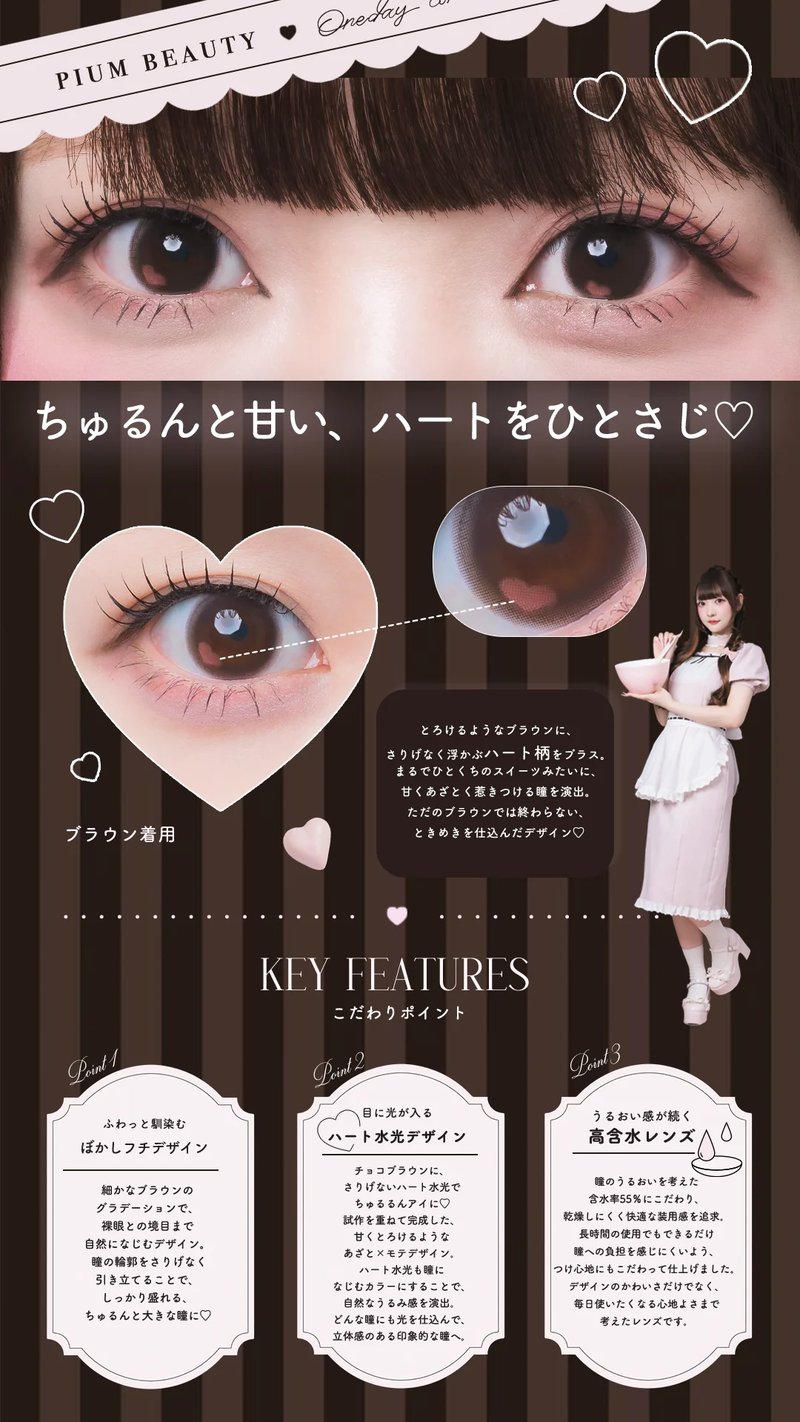 PIUM BEAUTY
Oneday
ちゅるんと甘い、ハートをひとさじ♡
とろけるようなブラウンに、
さりげなく浮かぶハート柄をプラス。
まるでひとくちのスイーツみたいに、
甘くあざとく惹きつける瞳を演出。
ただのブラウンでは終わらない、
ときめきを仕込んだデザイン♡
ブラウン着用
KEY FEATURES
こだわりポイント
Point 1
ふわっと馴染む
ぼかしフチデザイン
細かなブラウンの
グラデーションで、
裸眼との境目まで
自然になじむデザイン。
瞳の輪郭をさりげなく
引き立てることで、
しっかり盛れる、
ちゅるんと大きな瞳に♡
Point 2
目に光が入る
ハート水光デザイン
チョコブラウンに、
さりげないハート水光で
ちゅるるんアイに♡
試作を重ねて完成した、
甘くとろけるような
あざと×モテデザイン。
ハート水光も瞳に
なじむカラーにすることで、
自然なうるみ感を演出。
どんな瞳にも光を仕込んで、
立体感のある印象的な瞳へ。
Point 3
うるおい感が続く
高含水レンズ
瞳のうるおいを考えた
含水率55%にこだわり、
乾燥しにくく快適な装用感を追求。
長時間の使用でもできるだけ
瞳への負担を感じにくいよう、
つけ心地にもこだわって仕上げました。
デザインのかわいさだけでなく、
毎日使いたくなる心地よさまで
考えたレンズです。